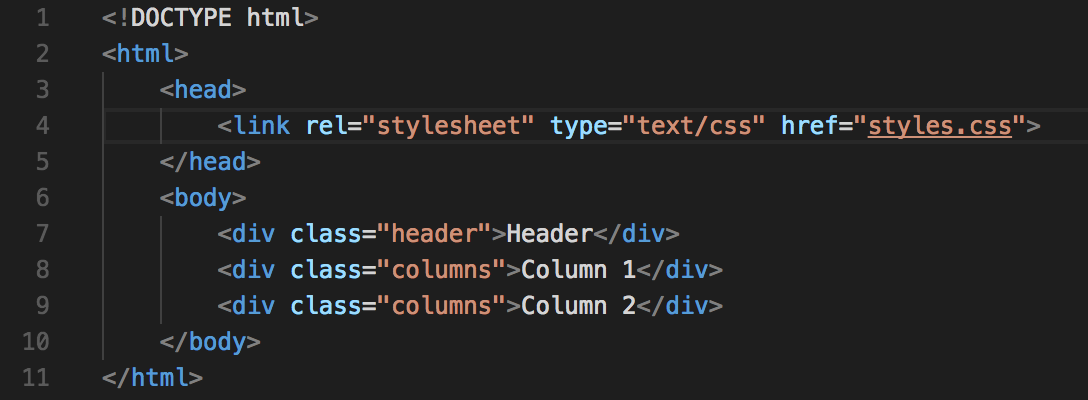 1 <!DOCTYPE html>
2 <html>
3 <head>
4 <link rel="stylesheet" type="text/css" href="styles.css">
5 </head>
6 <body>
7 <div class="header">Header</div>
8 <div class="columns">Column 1</div>
9 <div class="columns">Column 2</div>
10 </body>
11 </html>